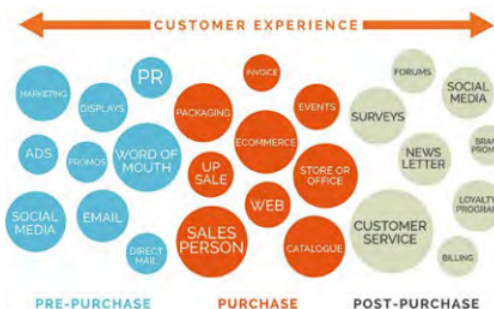 CUSTOMER EXPERIENCE
MARKETING
DISPLAYS
PR
ADS
PROMOS
WORD OF
MOUTH
SOCIAL
MEDIA
EMAIL
DIRECT
MAIL
PRE-PURCHASE
INVOICE
PACKAGING
EVENTS
ECOMMERCE
UP
SALE
STORE OR
OFFICE
WEB
SALES
PERSON
CATALOGUE
PURCHASE
FORUMS
SOCIAL
MEDIA
SURVEYS
NEWS
LETTER
CUSTOMER
SERVICE
LOYALTY
BILLING
POST-PURCHASE